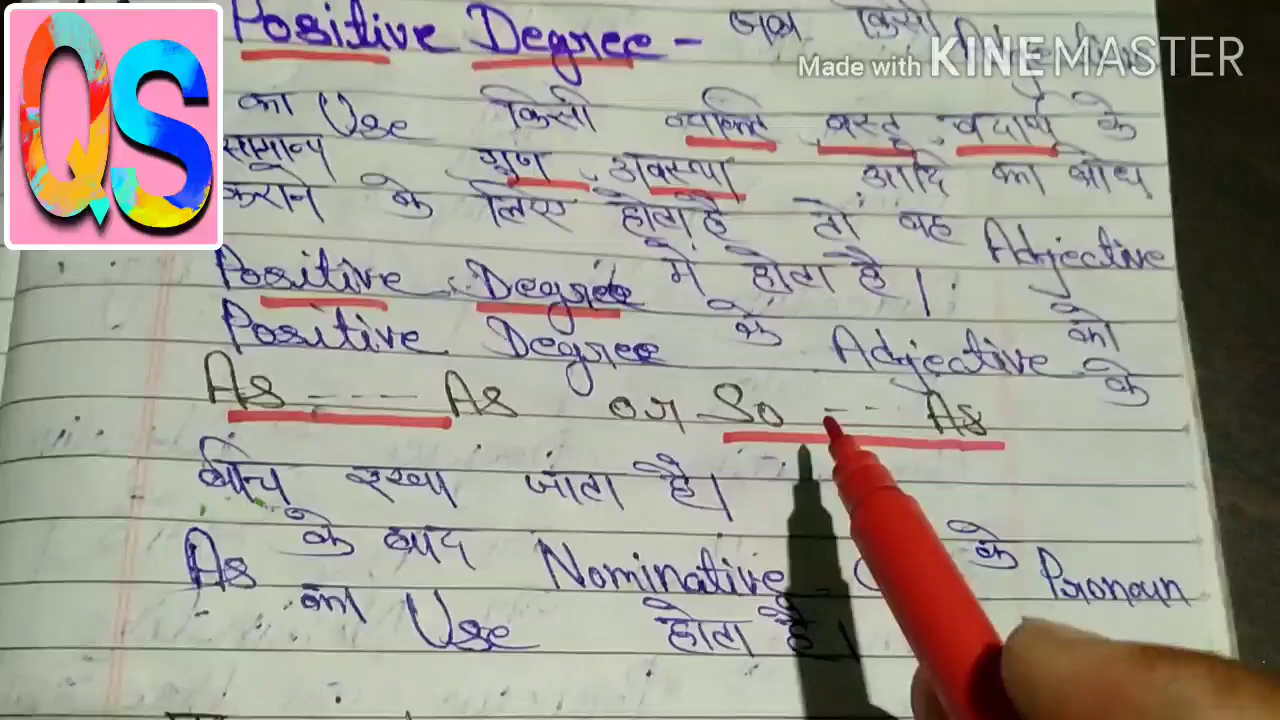 QS
Positive Degree - जब किसी
Made with KINEMASTER
का Use किसी व्यक्ति, वस्तु, पदार्थ के
सामान्य गुण, अवस्था आदि का बोध
कराने के लिए होता है तो वह Adjective
Positive Degree में होता है।
Positive Degree के Adjective को
As ---- As or So --- As के
बीच रखा जाता है।
As के बाद Nominative के Pronoun
का Use होता है।